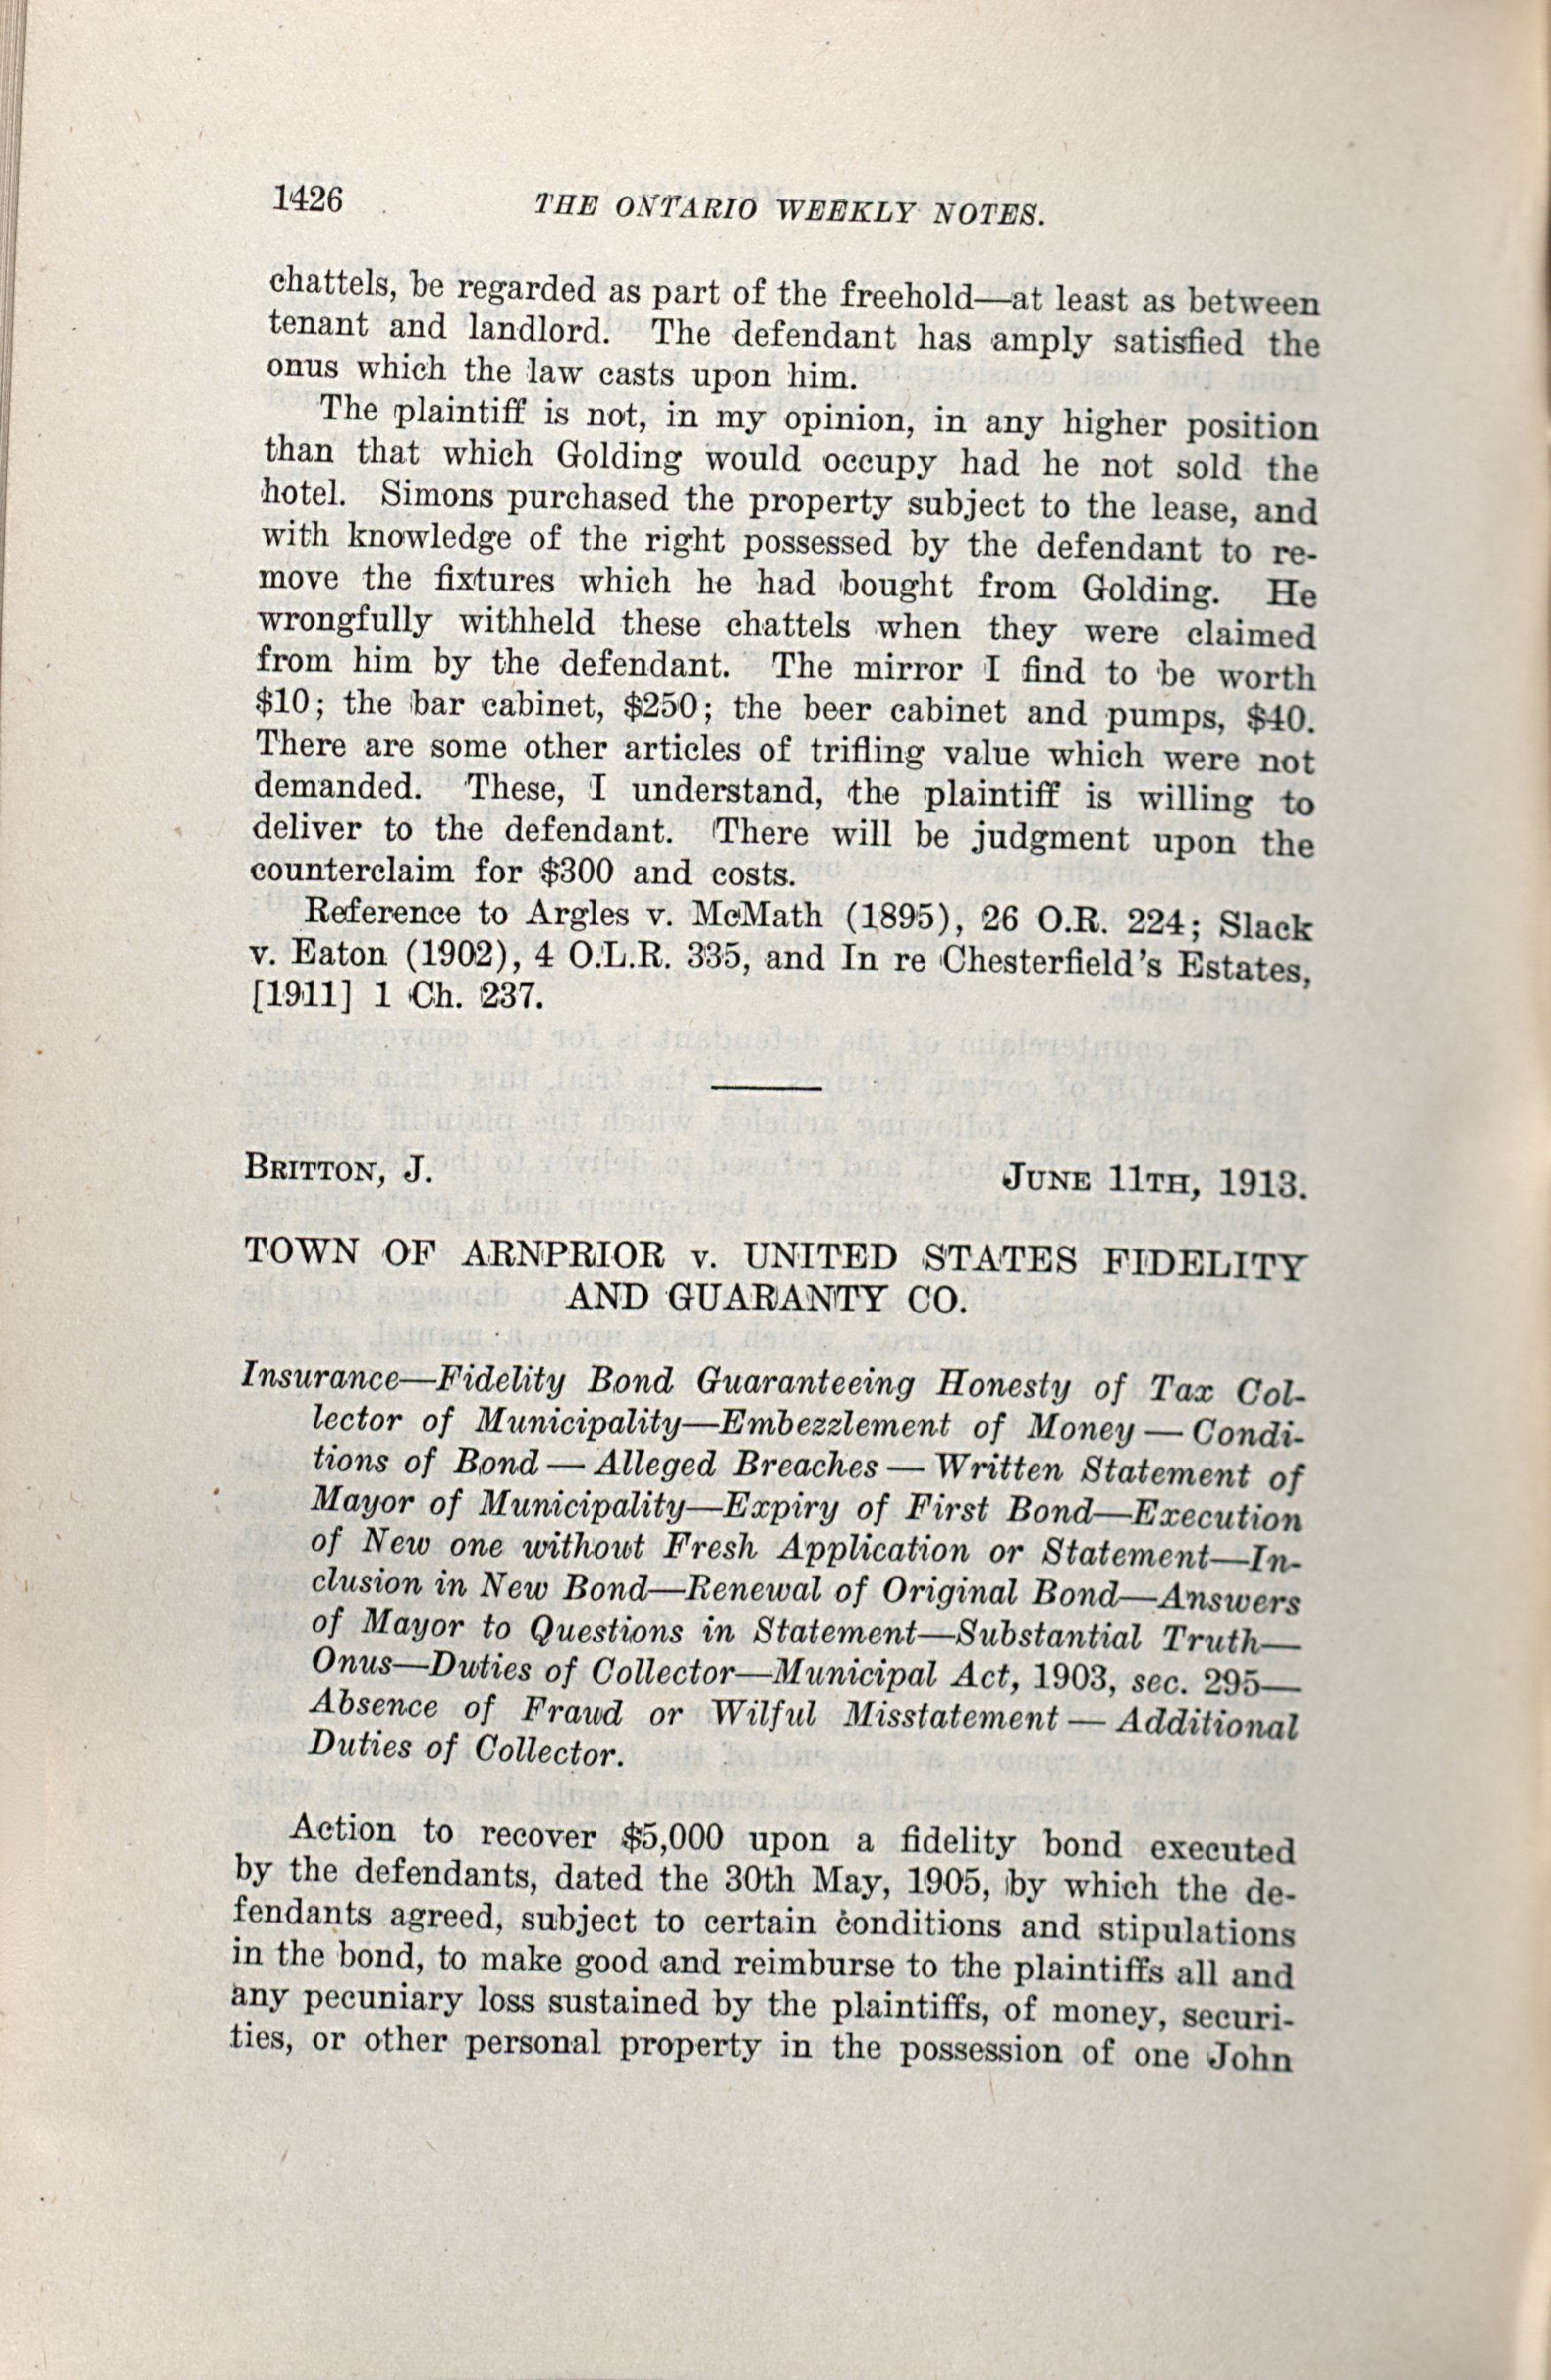 1426 THE ONTARIO WEEKLY NOTES.
chattels, be regarded as part of the freehold—at least as between
tenant and landlord. The defendant has amply satisfied the
onus which the law casts upon him.
The plaintiff is not, in my opinion, in any higher position
than that which Golding would occupy had he not sold the
hotel. Simons purchased the property subject to the lease, and
with knowledge of the right possessed by the defendant to re-
move the fixtures which he had bought from Golding. He
wrongfully withheld these chattels when they were claimed
from him by the defendant. The mirror I find to be worth
$10; the bar cabinet, $250; the beer cabinet and pumps, $40.
There are some other articles of trifling value which were not
demanded. These, I understand, the plaintiff is willing to
deliver to the defendant. There will be judgment upon the
counterclaim for $300 and costs.
Reference to Argles v. McMath (1895), 26 O.R. 224; Slack
v. Eaton (1902), 4 O.L.R. 335, and In re Chesterfield's Estates,
[1911] 1 Ch. 237.
BRITTON, J. JUNE 11TH, 1913.
TOWN OF ARNPRIOR v. UNITED STATES FIDELITY
AND GUARANTY CO.
Insurance—Fidelity Bond Guaranteeing Honesty of Tax Col-
lector of Municipality—Embezzlement of Money — Condi-
tions of Bond — Alleged Breaches — Written Statement of
Mayor of Municipality—Expiry of First Bond—Execution
of New one without Fresh Application or Statement—In-
clusion in New Bond—Renewal of Original Bond—Answers
of Mayor to Questions in Statement—Substantial Truth—
Onus—Duties of Collector—Municipal Act, 1903, sec. 295—
Absence of Fraud or Wilful Misstatement — Additional
Duties of Collector.
Action to recover $5,000 upon a fidelity bond executed
by the defendants, dated the 30th May, 1905, by which the de-
fendants agreed, subject to certain conditions and stipulations
in the bond, to make good and reimburse to the plaintiffs all and
any pecuniary loss sustained by the plaintiffs, of money, securi-
ties, or other personal property in the possession of one John